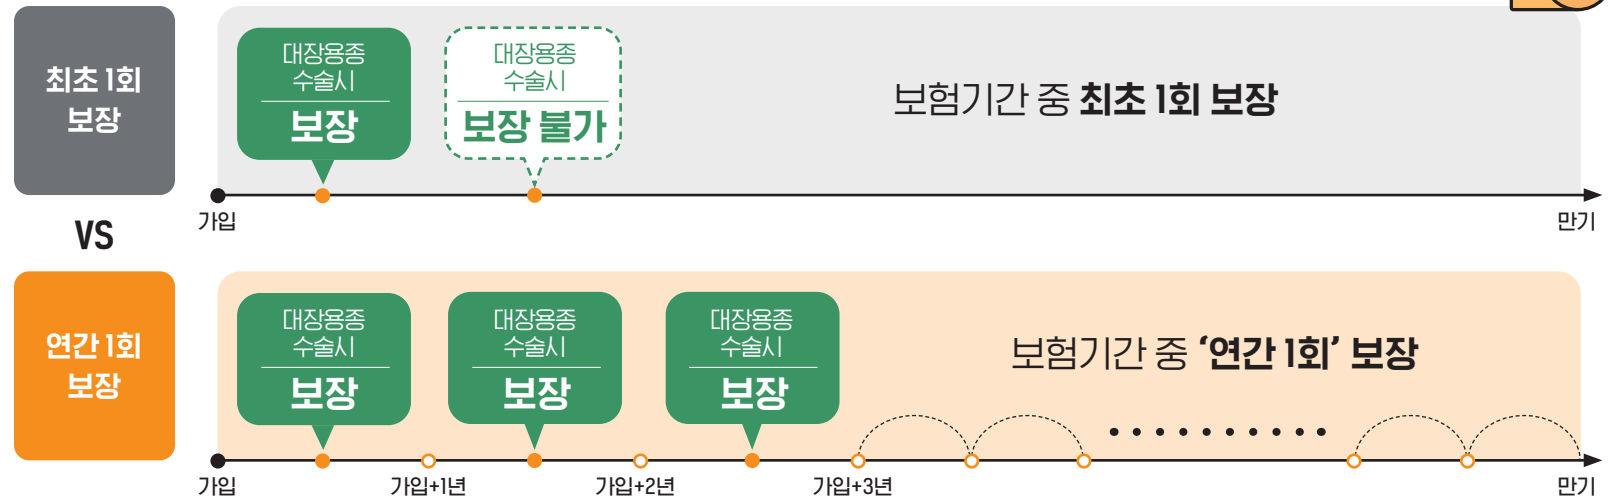 최초 1회
보장
대장용종
수술시
보장
대장용종
수술시
보장 불가
보험기간 중 최초 1회 보장
가입
만기
VS
연간 1회
보장
대장용종
수술시
보장
대장용종
수술시
보장
대장용종
수술시
보장
보험기간 중 ‘연간 1회’ 보장
가입
가입+1년
가입+2년
가입+3년
만기